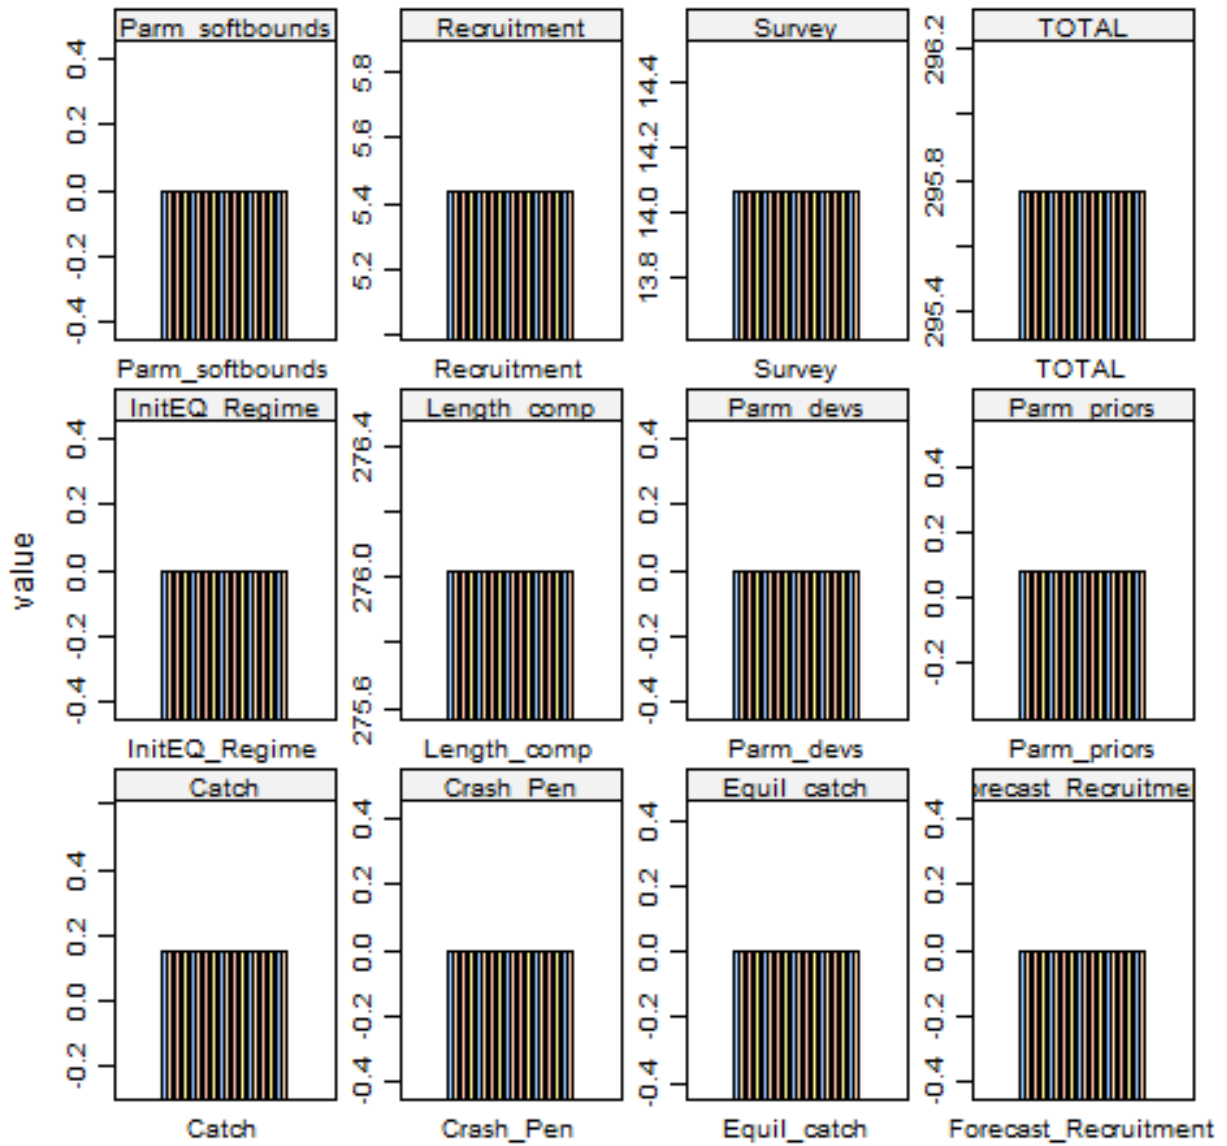 Parm_softbounds Recruitment Survey TOTAL
0.4 0.2 0.0 -0.2 -0.4
5.8 5.6 5.4 5.2
14.4 14.2 14.0 13.8
296.2 295.8 295.4
Parm_softbounds Recruitment Survey TOTAL
InitEQ_Regime Length_comp Parm_devs Parm_priors
0.4 0.2 0.0 -0.2 -0.4
276.4 276.0 275.6
0.4 0.2 0.0 -0.2 -0.4
0.4 0.2 0.0 -0.2
value
InitEQ_Regime Length_comp Parm_devs Parm_priors
Catch Crash_Pen Equil_catch orecast_Recruitme
0.4 0.2 0.0 -0.2
0.4 0.2 0.0 -0.2 -0.4
0.4 0.2 0.0 -0.2 -0.4
0.4 0.2 0.0 -0.2 -0.4
Catch Crash_Pen Equil_catch Forecast_Recruitment